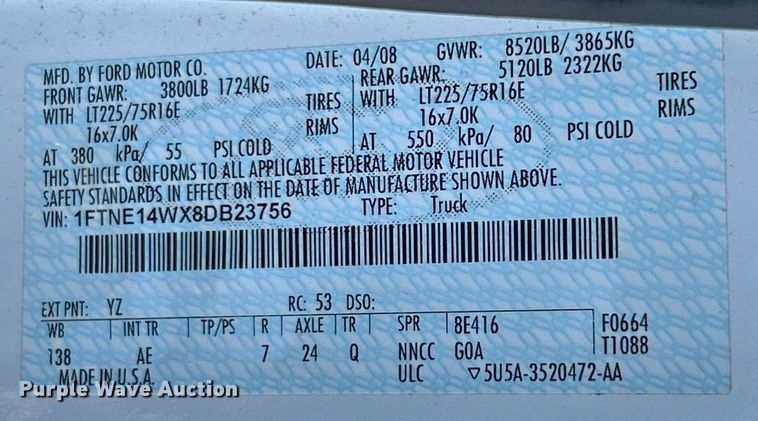 MFD. BY FORD MOTOR CO. DATE: 04/08 GVWR: 8520LB/ 3865KG
FRONT GAWR: 3800LB 1724KG REAR GAWR: 5120LB 2322KG
WITH LT225/75R16E TIRES WITH LT225/75R16E TIRES
16x7.0K RIMS 16x7.0K RIMS
AT 380 kPa/ 55 PSI COLD AT 550 kPa/ 80 PSI COLD
THIS VEHICLE CONFORMS TO ALL APPLICABLE FEDERAL MOTOR VEHICLE
SAFETY STANDARDS IN EFFECT ON THE DATE OF MANUFACTURE SHOWN ABOVE.
VIN: 1FTNE14WX8DB23756 TYPE: Truck
EXT PNT: YZ RC: 53 DSO:
WB INT TR TP/PS R AXLE TR SPR 8E416 F0664
138 AE 7 24 Q NNCC GOA T1088
MADE IN U.S.A. ULC ▽5U5A-3520472-AA
Purple Wave Auction